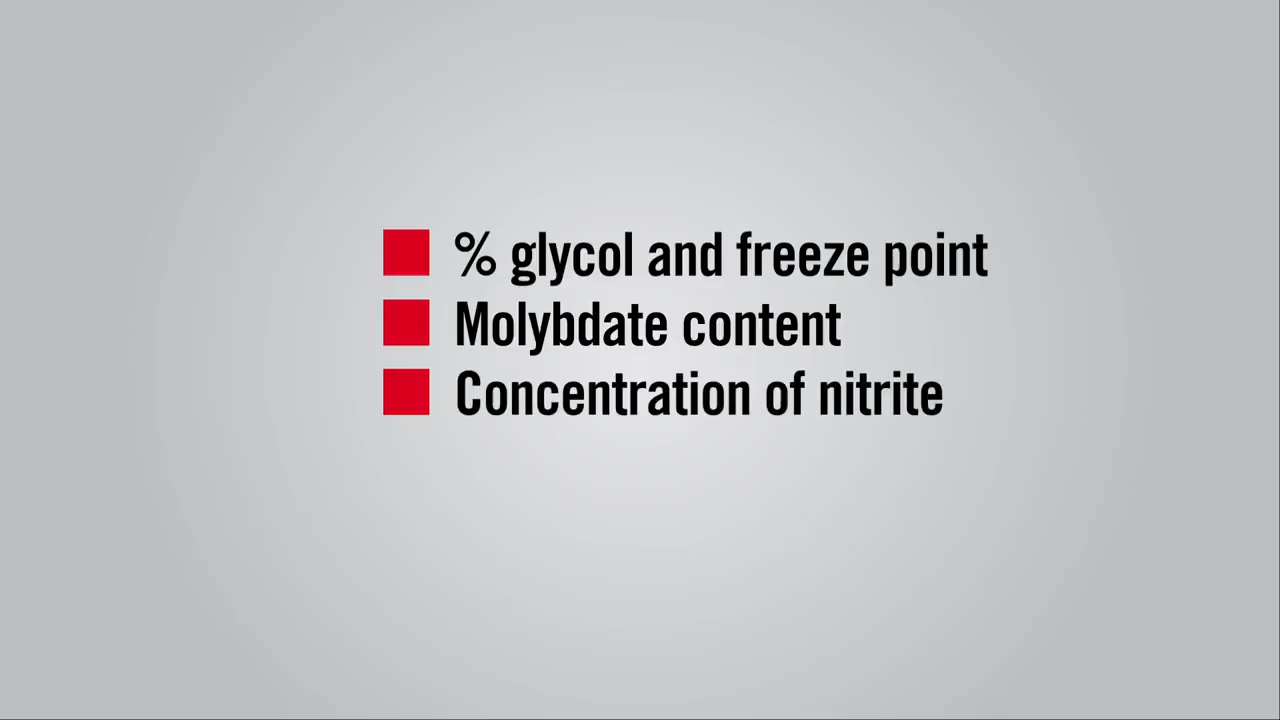 % glycol and freeze point
Molybdate content
Concentration of nitrite